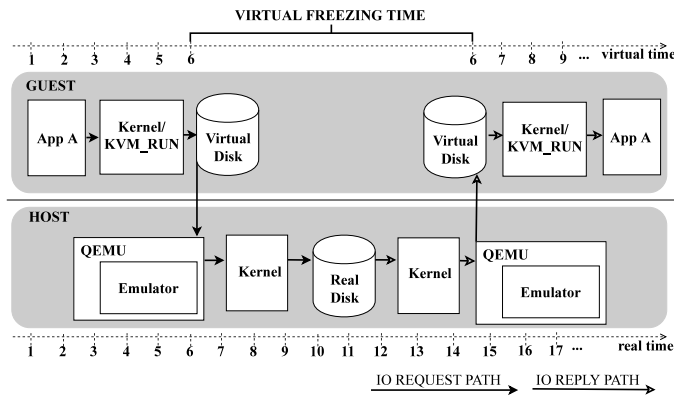 VIRTUAL FREEZING TIME
1 2 3 4 5 6 6 7 8 9 ... virtual time
GUEST
App A
Kernel/
KVM_RUN
Virtual
Disk
Virtual
Disk
Kernel/
KVM_RUN
App A
HOST
QEMU
Emulator
Kernel
Real
Disk
Kernel
QEMU
Emulator
1 2 3 4 5 6 7 8 9 10 11 12 13 14 15 16 17 ... real time
IO REQUEST PATH IO REPLY PATH